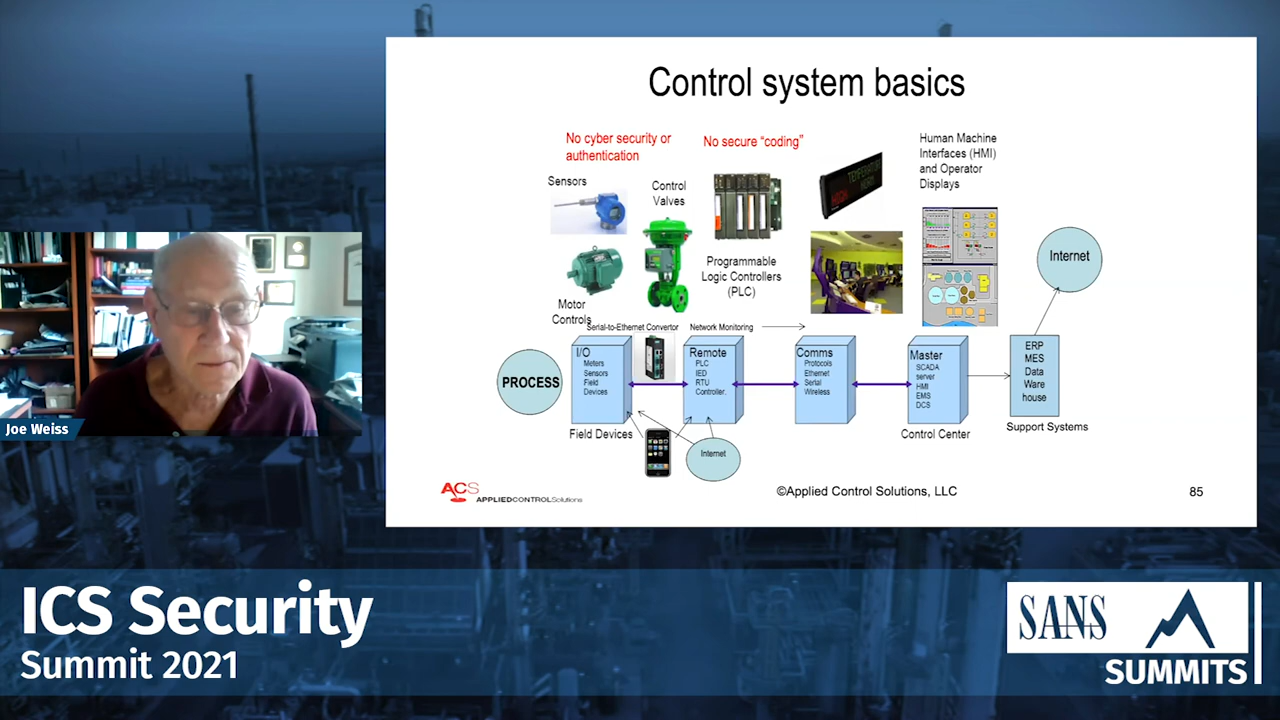 Control system basics
No cyber security or
authentication
No secure “coding”
Human Machine
Interfaces (HMI)
and Operator
Displays
Sensors
Control
Valves
TEMPERATURE
HIGH
Programmable
Logic Controllers
(PLC)
Motor
Controls
Internet
Serial-to-Ethernet Convertor
Network Monitoring
PROCESS
I/O
Meters
Sensors
Field
Devices
Remote
PLC
IED
RTU
Controller.
Comms
Protocols
Ethernet
Serial
Wireless
Master
SCADA
server
HMI
EMS
DCS
ERP
MES
Data
Ware
house
Field Devices
Internet
Control Center
Support Systems
Joe Weiss
ACS
APPLIEDCONTROLSolutions
©Applied Control Solutions, LLC
85
ICS Security
Summit 2021
SANS
SUMMITS